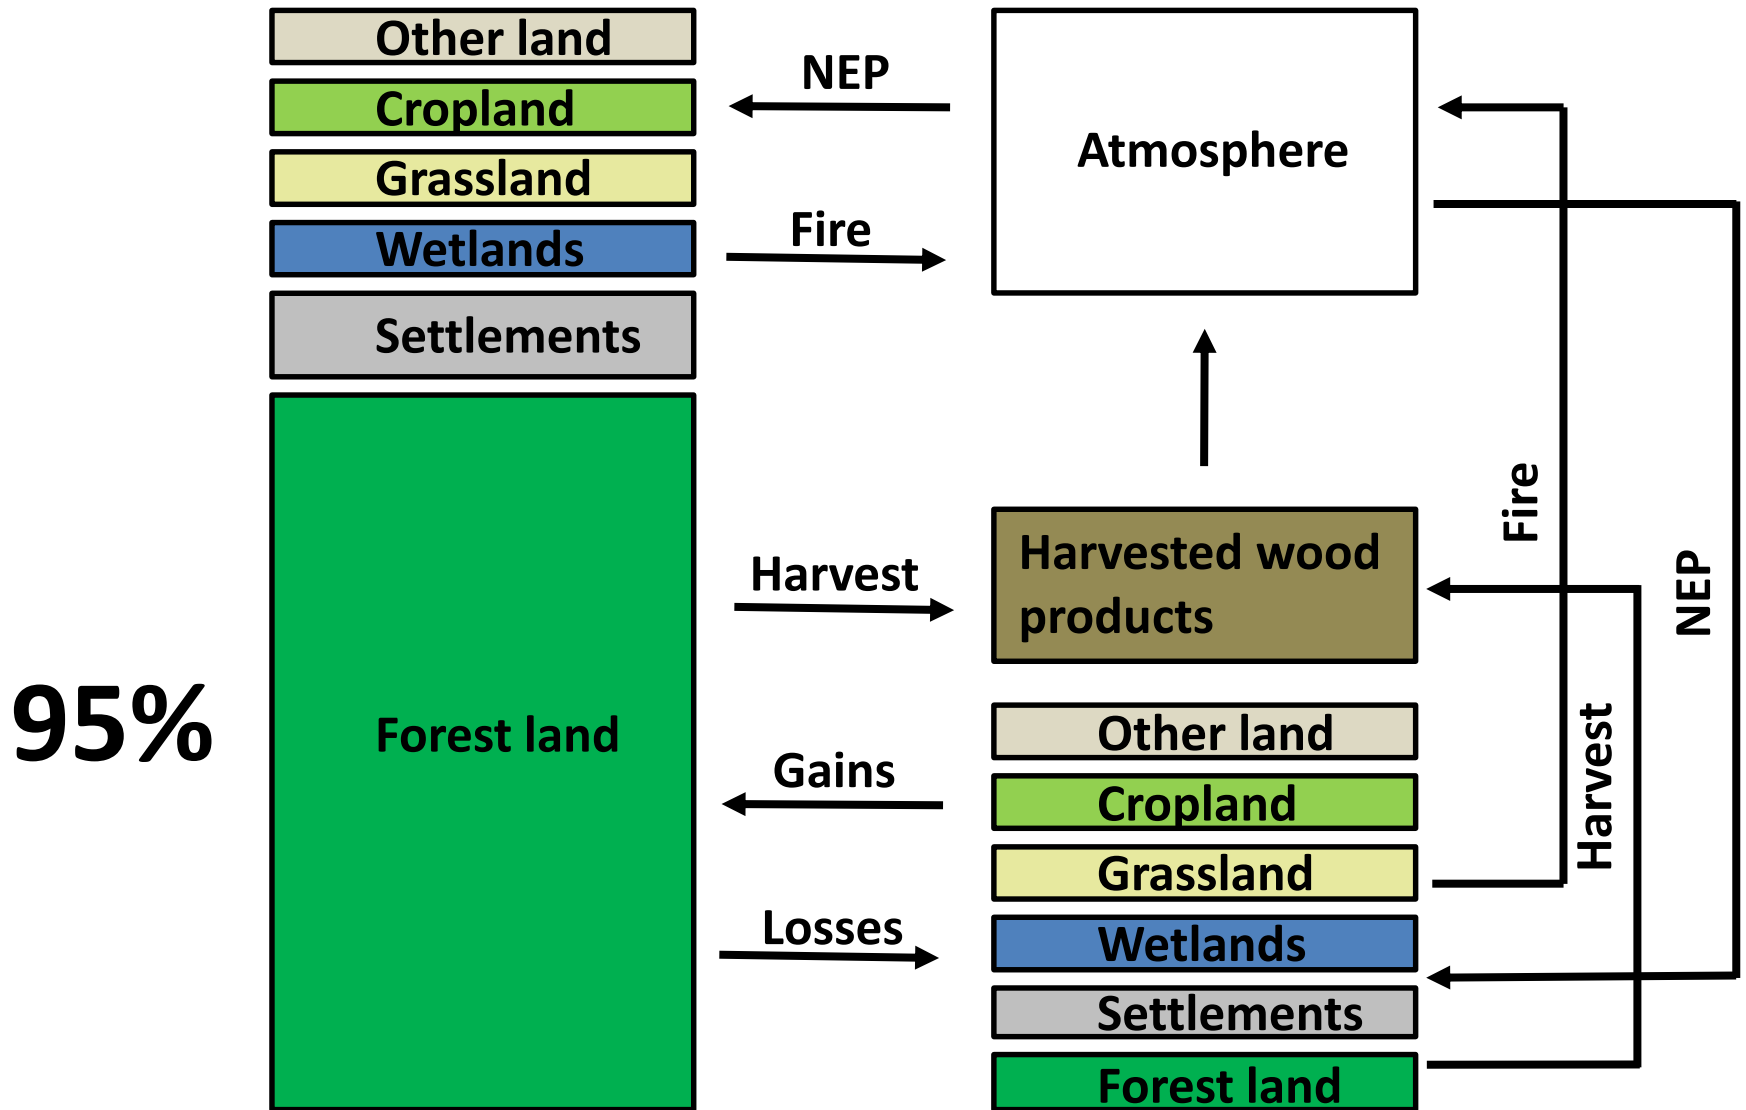 Other land
Cropland
Grassland
Wetlands
Settlements
Forest land
95%
NEP
Fire
Harvest
Gains
Losses
Atmosphere
Harvested wood
products
Other land
Cropland
Grassland
Wetlands
Settlements
Forest land
Fire
Harvest
NEP